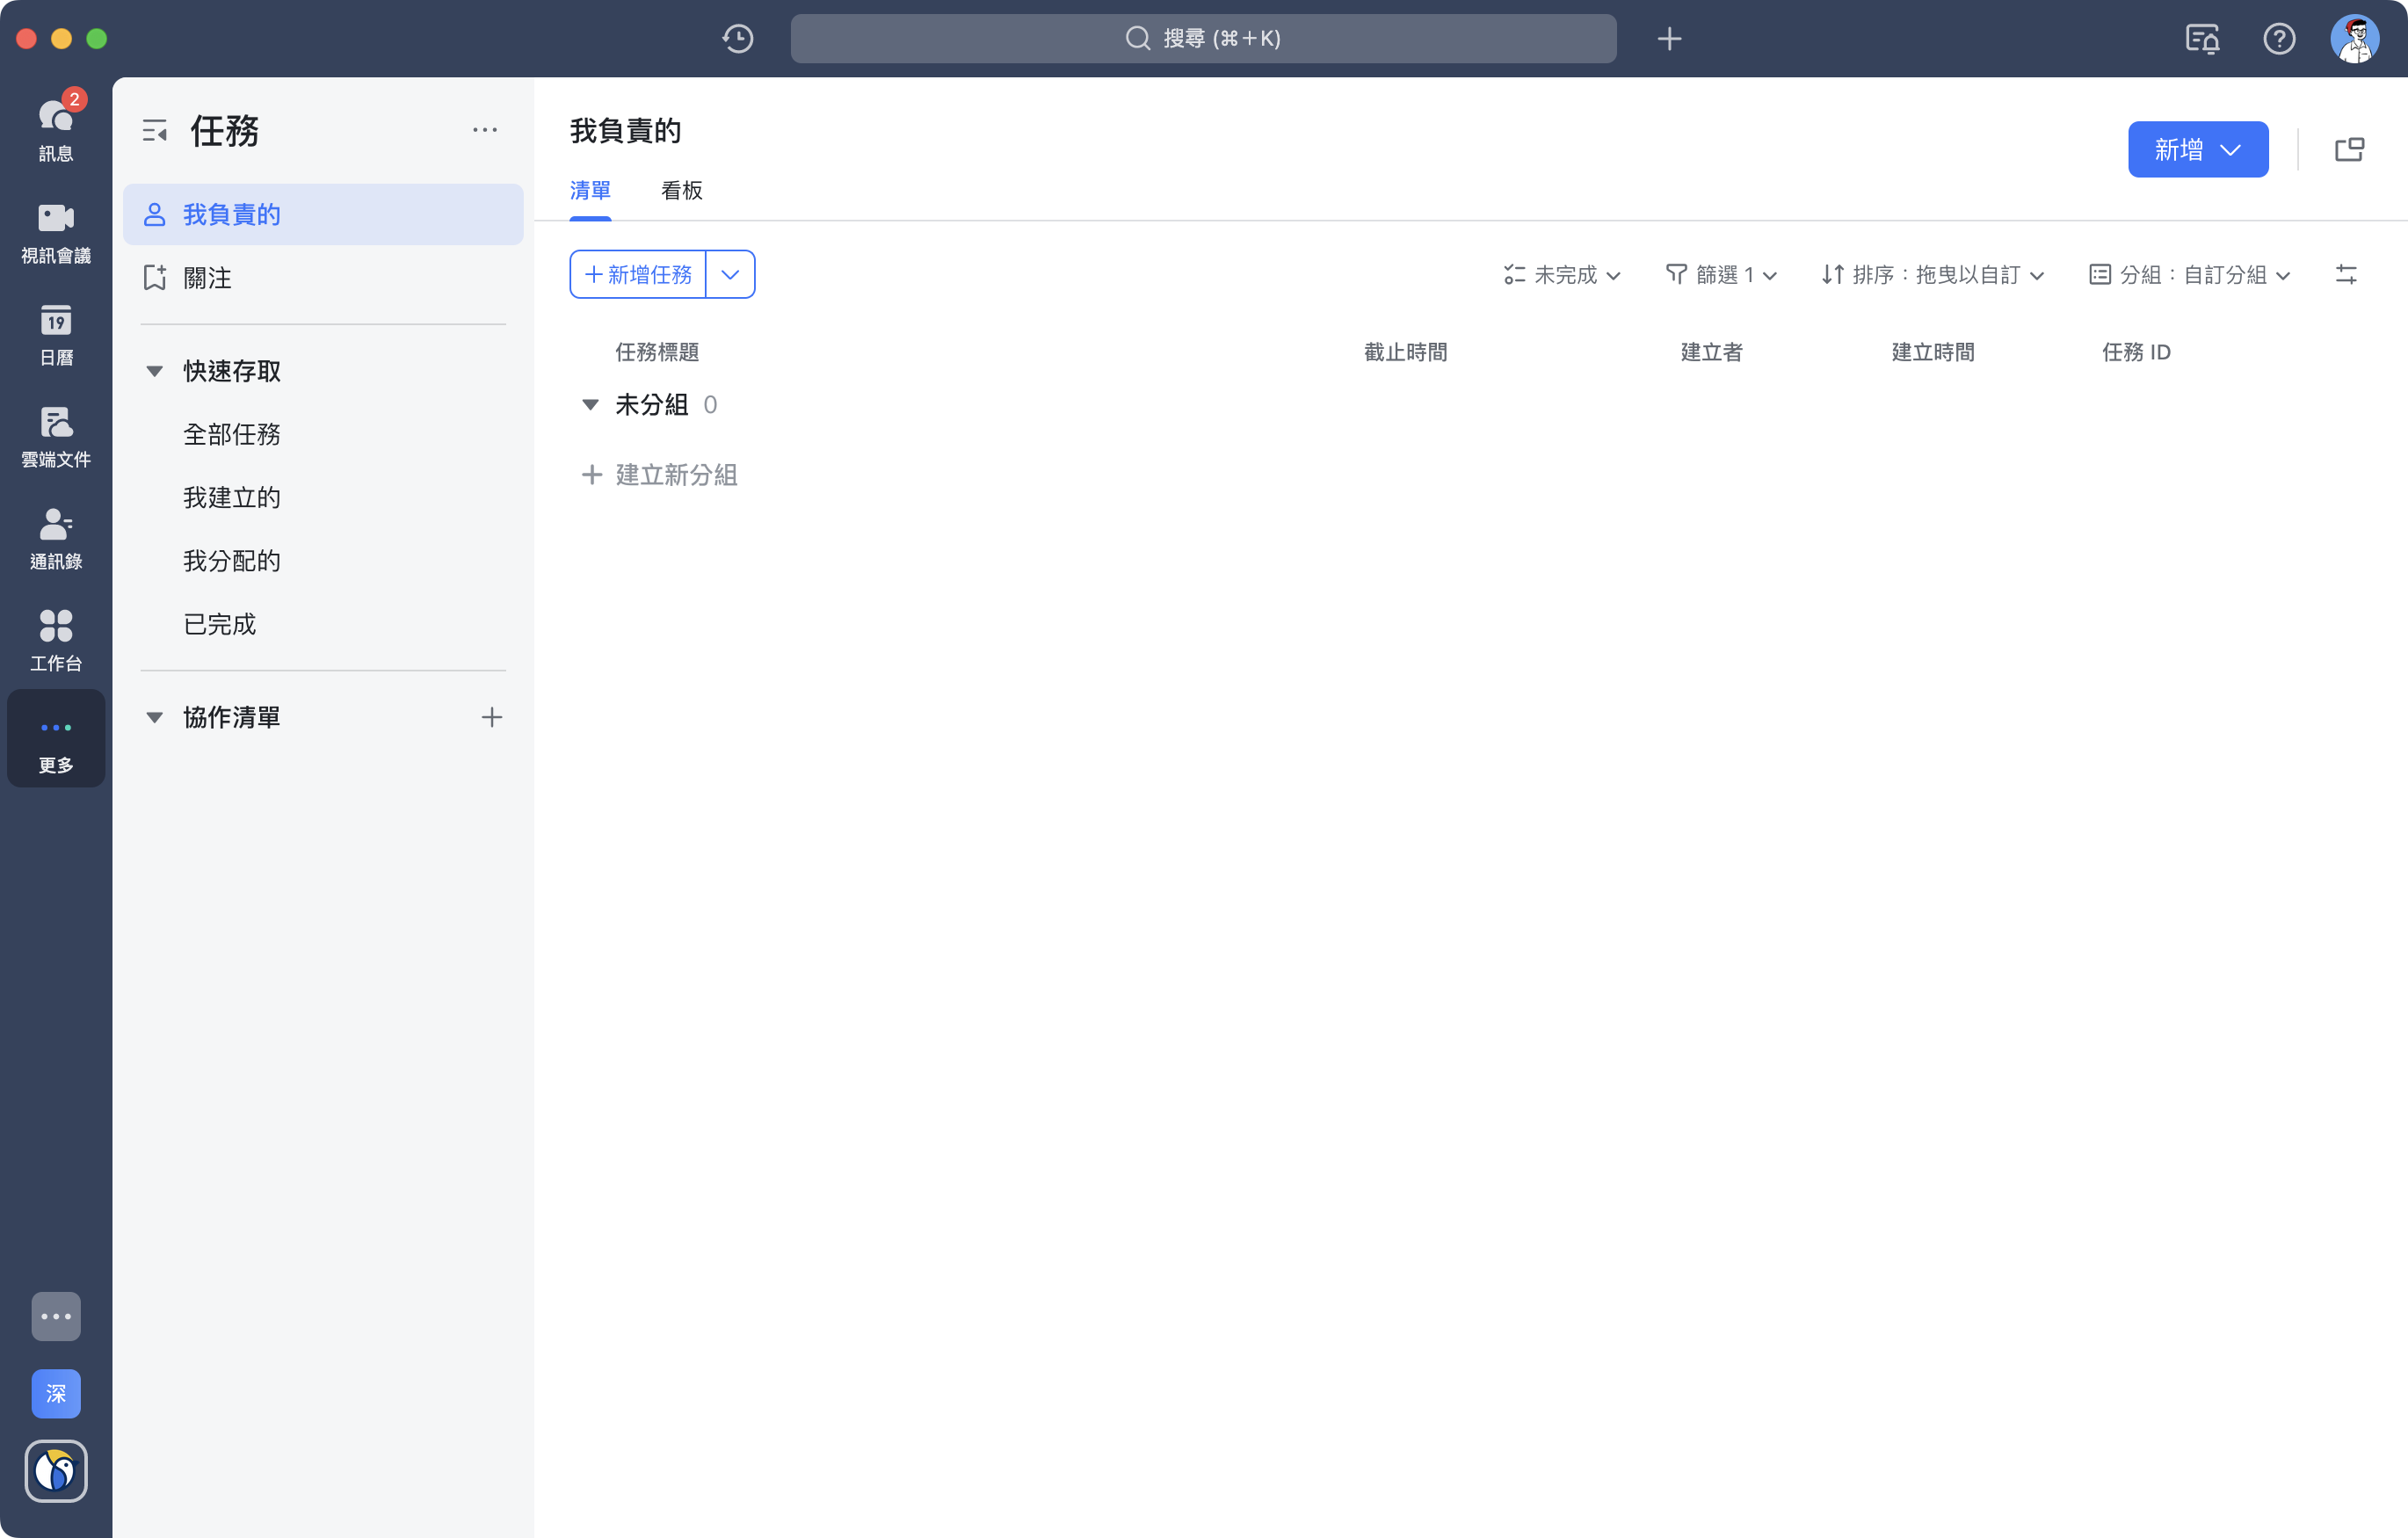 搜尋 (⌘+K)
2
訊息
視訊會議
19
日曆
雲端文件
通訊錄
工作台
更多
深
任務
我負責的
關注
快速存取
全部任務
我建立的
我分配的
已完成
協作清單
我負責的
新增
清單
看板
新增任務
未完成
篩選 1
排序：拖曳以自訂
分組：自訂分組
任務標題
截止時間
建立者
建立時間
任務 ID
未分組 0
建立新分組